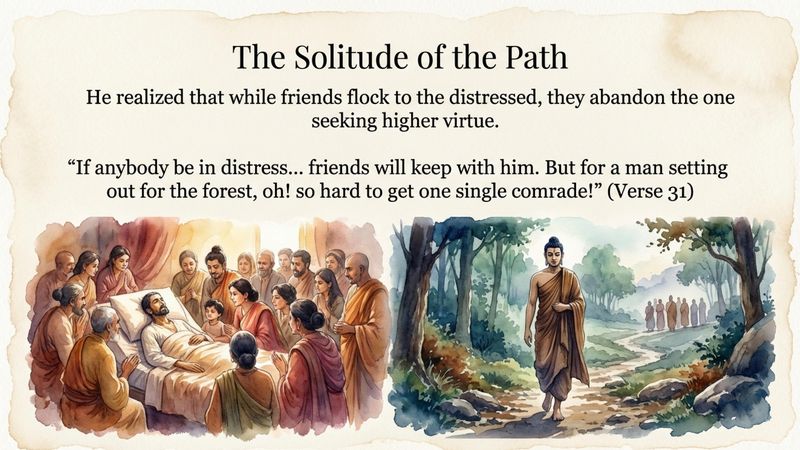 The Solitude of the Path
He realized that while friends flock to the distressed, they abandon the one
seeking higher virtue.
“If anybody be in distress... friends will keep with him. But for a man setting
out for the forest, oh! so hard to get one single comrade!” (Verse 31)